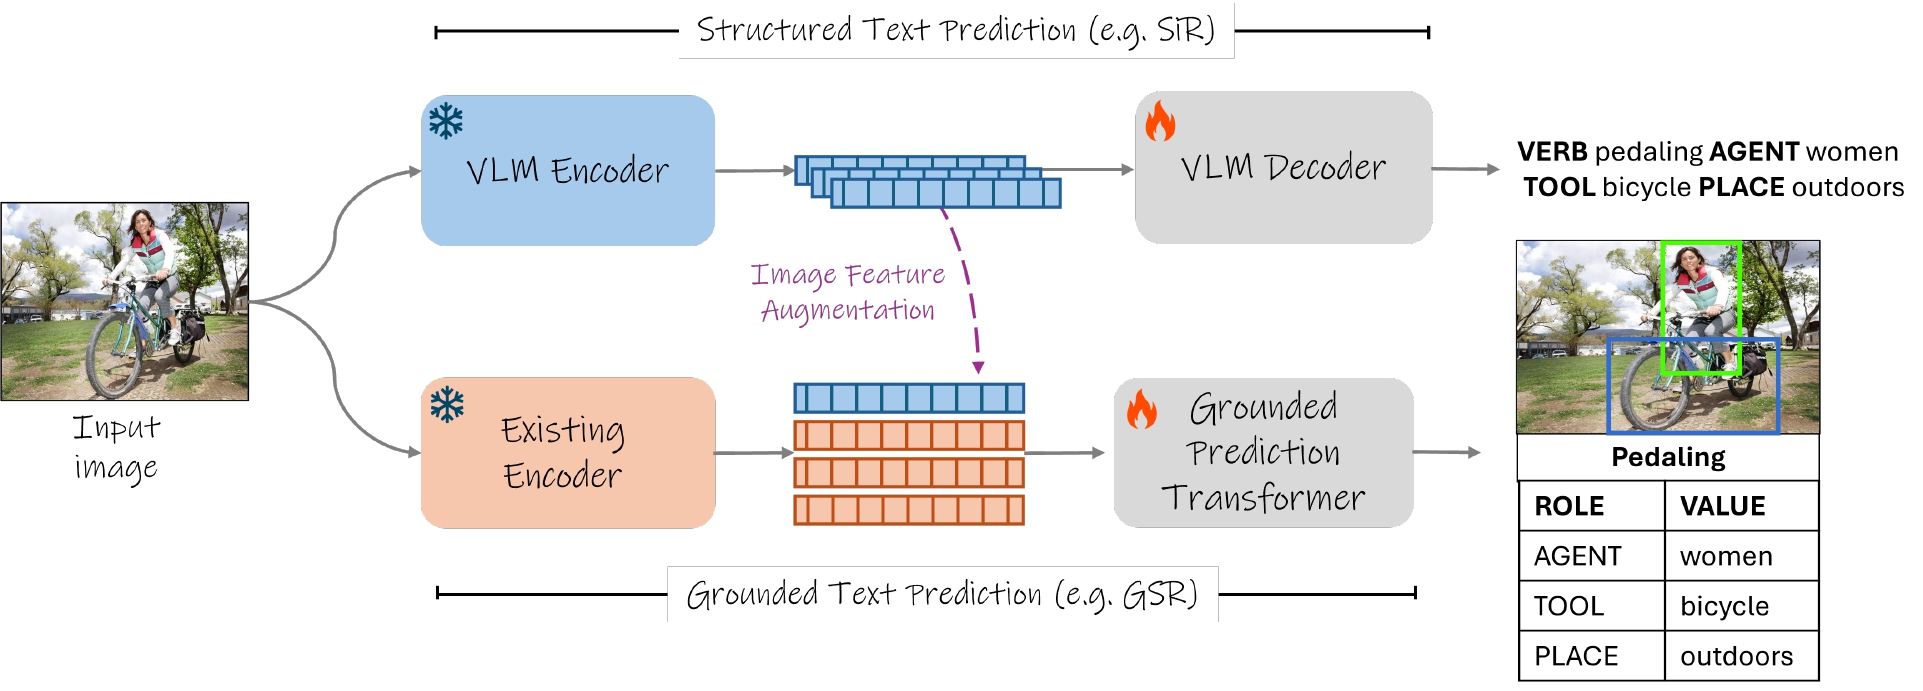 Structured Text Prediction (e.g. SiR)
VLM Encoder
VLM Decoder
VERB pedaling AGENT women
TOOL bicycle PLACE outdoors
Image Feature
Augmentation
Input
image
Existing
Encoder
Grounded
Prediction
Transformer
Pedaling
ROLE VALUE
AGENT women
TOOL bicycle
PLACE outdoors
Grounded Text Prediction (e.g. GSR)